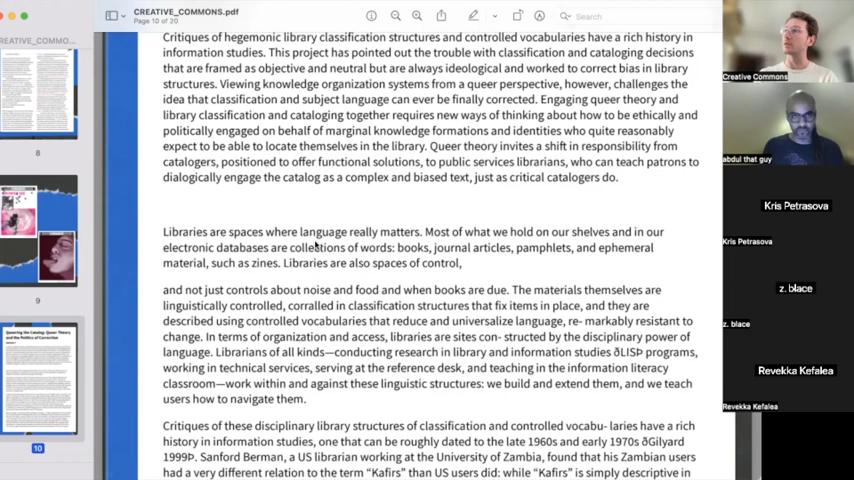 CREATIVE_COMMONS.pdf
Page 10 of 20
Search
CREATIVE_COMMO...
8
9
Queering the Catalog: Queer Theory
and the Politics of Correction
10
Critiques of hegemonic library classification structures and controlled vocabularies have a rich history in
information studies. This project has pointed out the trouble with classification and cataloging decisions
that are framed as objective and neutral but are always ideological and worked to correct bias in library
structures. Viewing knowledge organization systems from a queer perspective, however, challenges the
idea that classification and subject language can ever be finally corrected. Engaging queer theory and
library classification and cataloging together requires new ways of thinking about how to be ethically and
politically engaged on behalf of marginal knowledge formations and identities who quite reasonably
expect to be able to locate themselves in the library. Queer theory invites a shift in responsibility from
catalogers, positioned to offer functional solutions, to public services librarians, who can teach patrons to
dialogically engage the catalog as a complex and biased text, just as critical catalogers do.
Libraries are spaces where language really matters. Most of what we hold on our shelves and in our
electronic databases are collections of words: books, journal articles, pamphlets, and ephemeral
material, such as zines. Libraries are also spaces of control,
and not just controls about noise and food and when books are due. The materials themselves are
linguistically controlled, corralled in classification structures that fix items in place, and they are
described using controlled vocabularies that reduce and universalize language, re- markably resistant to
change. In terms of organization and access, libraries are sites con- structed by the disciplinary power of
language. Librarians of all kinds—conducting research in library and information studies ðLISÞ programs,
working in technical services, serving at the reference desk, and teaching in the information literacy
classroom—work within and against these linguistic structures: we build and extend them, and we teach
users how to navigate them.
Critiques of these disciplinary library structures of classification and controlled vocabu- laries have a rich
history in information studies, one that can be roughly dated to the late 1960s and early 1970s ðGilyard
1999Þ. Sanford Berman, a US librarian working at the University of Zambia, found that his Zambian users
had a very different relation to the term “Kafirs” than US users did: while “Kafirs” is simply descriptive in
Creative Commons
abdul that guy
Kris Petrasova
Kris Petrasova
z. blace
z. blace
Revekka Kefalea
Revekka Kefalea